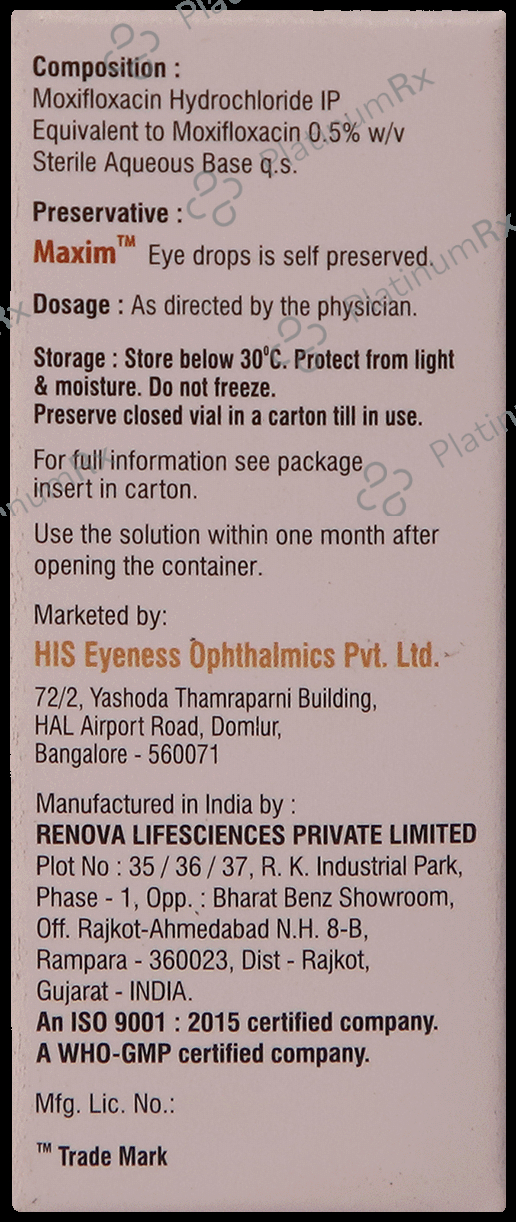 Composition :
Moxifloxacin Hydrochloride IP
Equivalent to Moxifloxacin 0.5% w/v
Sterile Aqueous Base q.s.
Preservative :
Maxim™ Eye drops is self preserved.
Dosage : As directed by the physician.
Storage : Store below 30⁰C. Protect from light
& moisture. Do not freeze.
Preserve closed vial in a carton till in use.
For full information see package
insert in carton.
Use the solution within one month after
opening the container.
Marketed by:
HIS Eyeness Ophthalmics Pvt. Ltd.
72/2, Yashoda Thamraparni Building,
HAL Airport Road, Domlur,
Bangalore - 560071
Manufactured in India by :
RENOVA LIFESCIENCES PRIVATE LIMITED
Plot No : 35 / 36 / 37, R. K. Industrial Park,
Phase - 1, Opp. : Bharat Benz Showroom,
Off. Rajkot-Ahmedabad N.H. 8-B,
Rampara - 360023, Dist - Rajkot,
Gujarat - INDIA.
An ISO 9001 : 2015 certified company.
A WHO-GMP certified company.
Mfg. Lic. No.:
™ Trade Mark
PlatinumRx
PlatinumRx
PlatinumRx